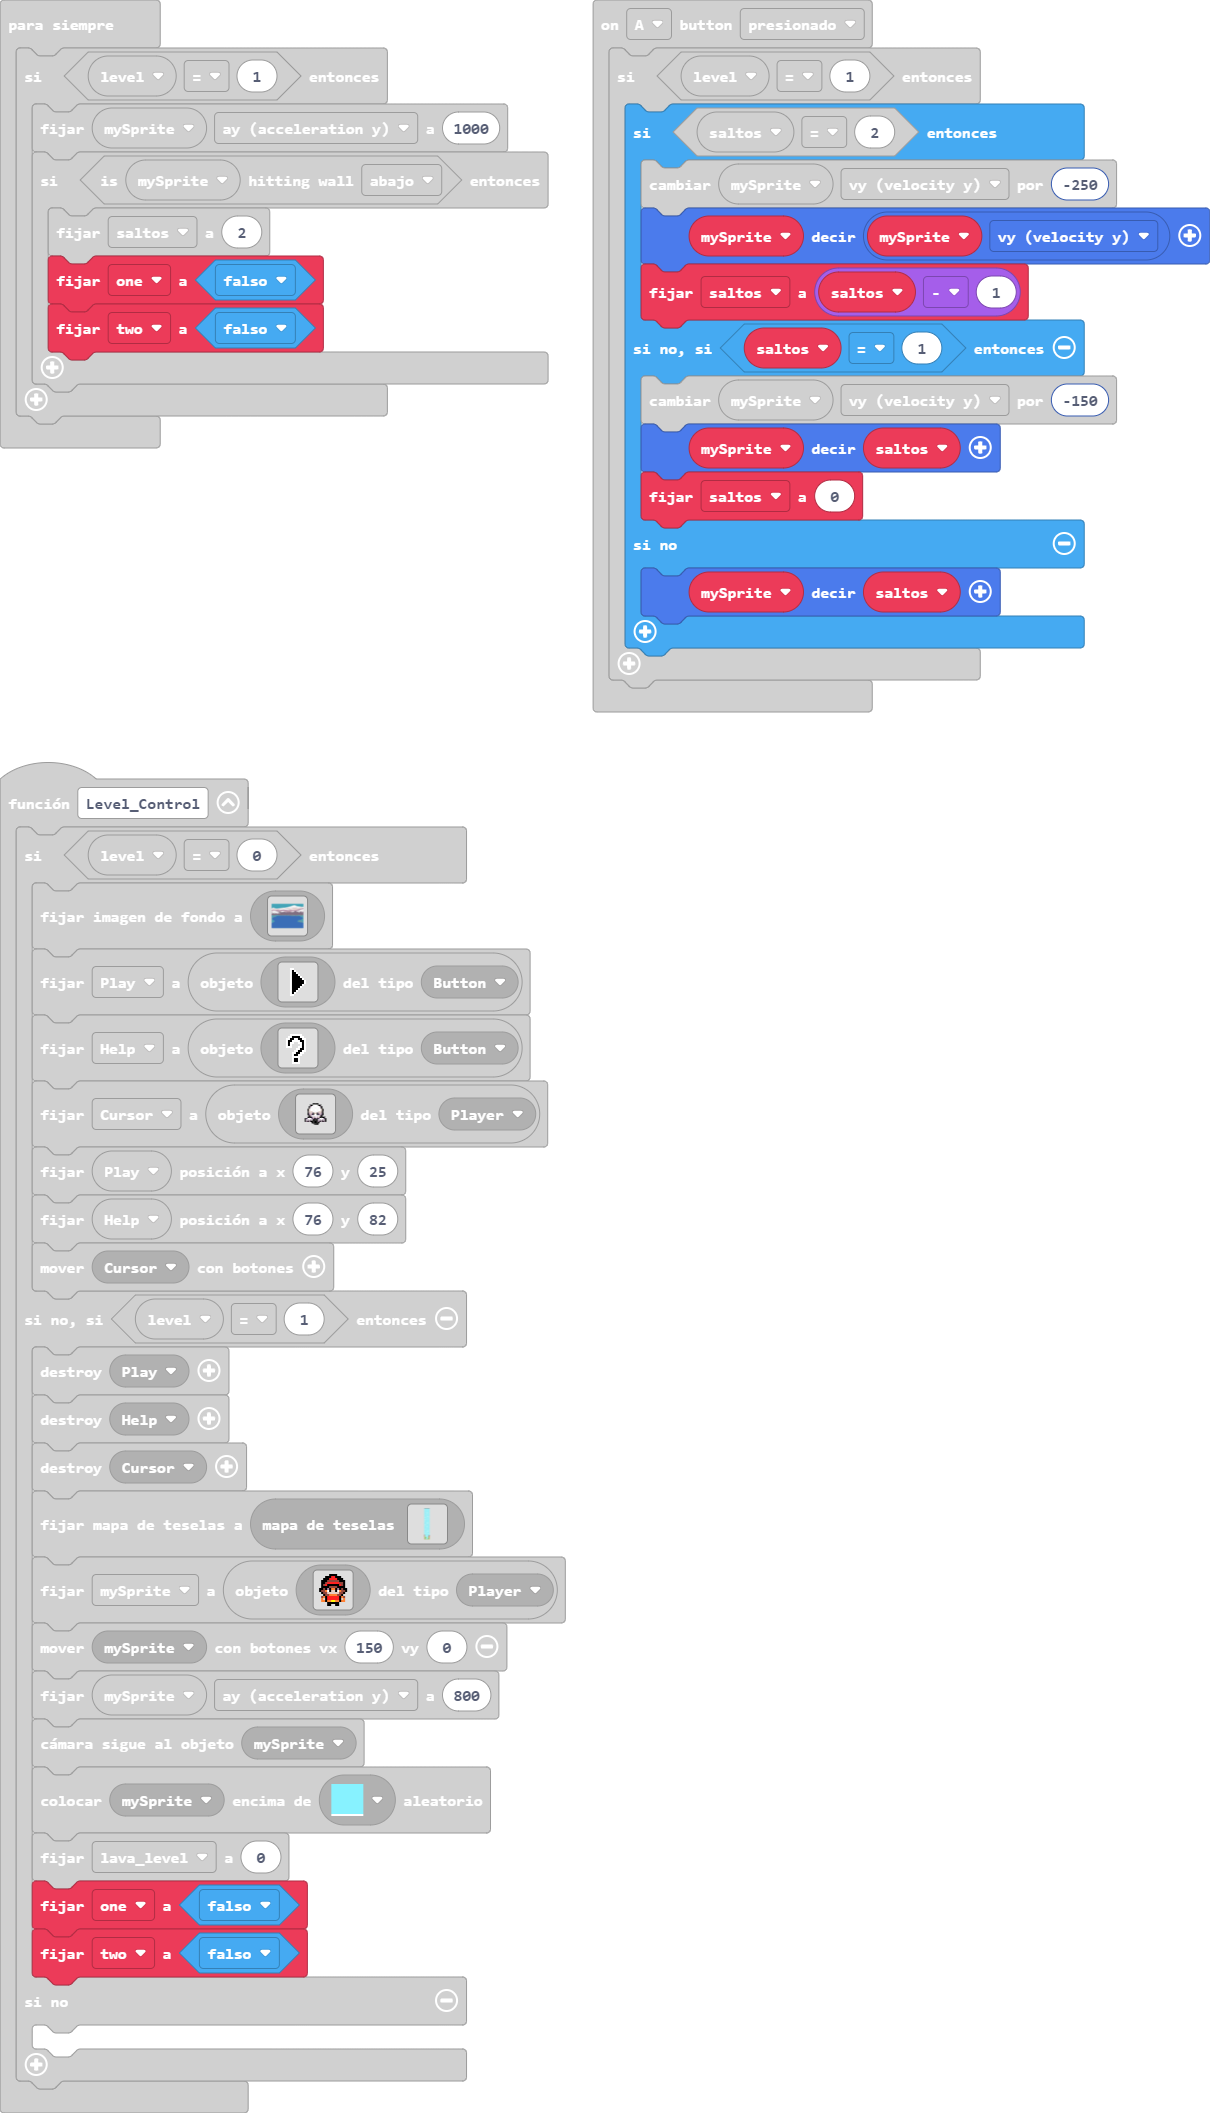 para siempre
si level = 1 entonces
fijar mySprite ay (acceleration y) a 1000
si is mySprite hitting wall abajo entonces
fijar saltos a 2
fijar one a falso
fijar two a falso
on A button presionado
si level = 1 entonces
si saltos = 2 entonces
cambiar mySprite vy (velocity y) por -250
mySprite decir mySprite vy (velocity y)
fijar saltos a saltos - 1
si no, si saltos = 1 entonces
cambiar mySprite vy (velocity y) por -150
mySprite decir saltos
fijar saltos a 0
si no
mySprite decir saltos
función Level_Control
si level = 0 entonces
fijar imagen de fondo a
fijar Play a objeto del tipo Button
fijar Help a objeto del tipo Button
fijar Cursor a objeto del tipo Player
fijar Play posición a x 76 y 25
fijar Help posición a x 76 y 82
mover Cursor con botones
si no, si level = 1 entonces
destroy Play
destroy Help
destroy Cursor
fijar mapa de teselas a mapa de teselas
fijar mySprite a objeto del tipo Player
mover mySprite con botones vx 150 vy 0
fijar mySprite ay (acceleration y) a 800
cámara sigue al objeto mySprite
colocar mySprite encima de aleatorio
fijar lava_level a 0
fijar one a falso
fijar two a falso
si no